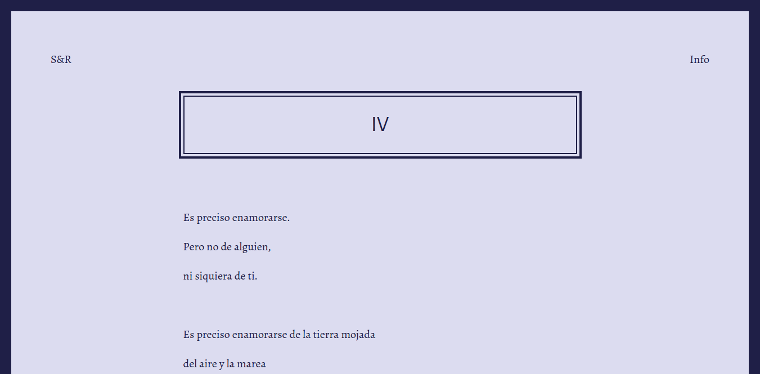 S&R
Info
IV
Es preciso enamorarse.
Pero no de alguien,
ni siquiera de ti.
Es preciso enamorarse de la tierra mojada
del aire y la marea